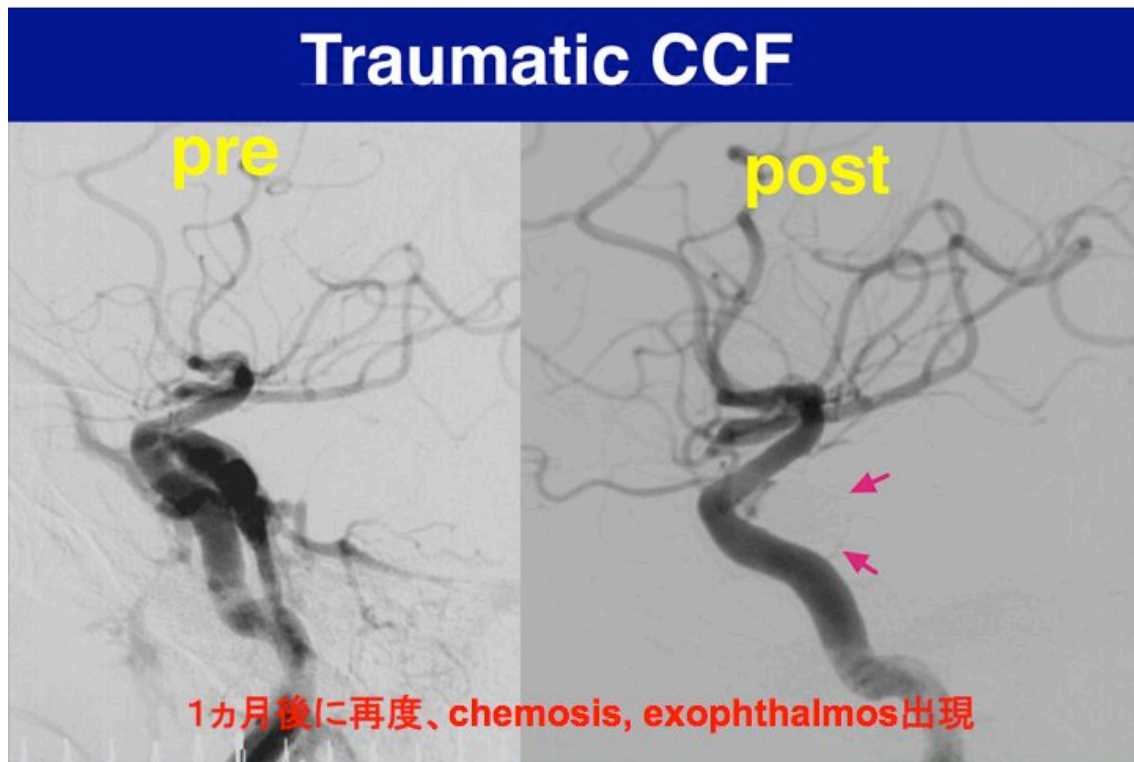 Traumatic CCF
pre
post
1ヵ月後に再度、chemosis, exophthalmos出現